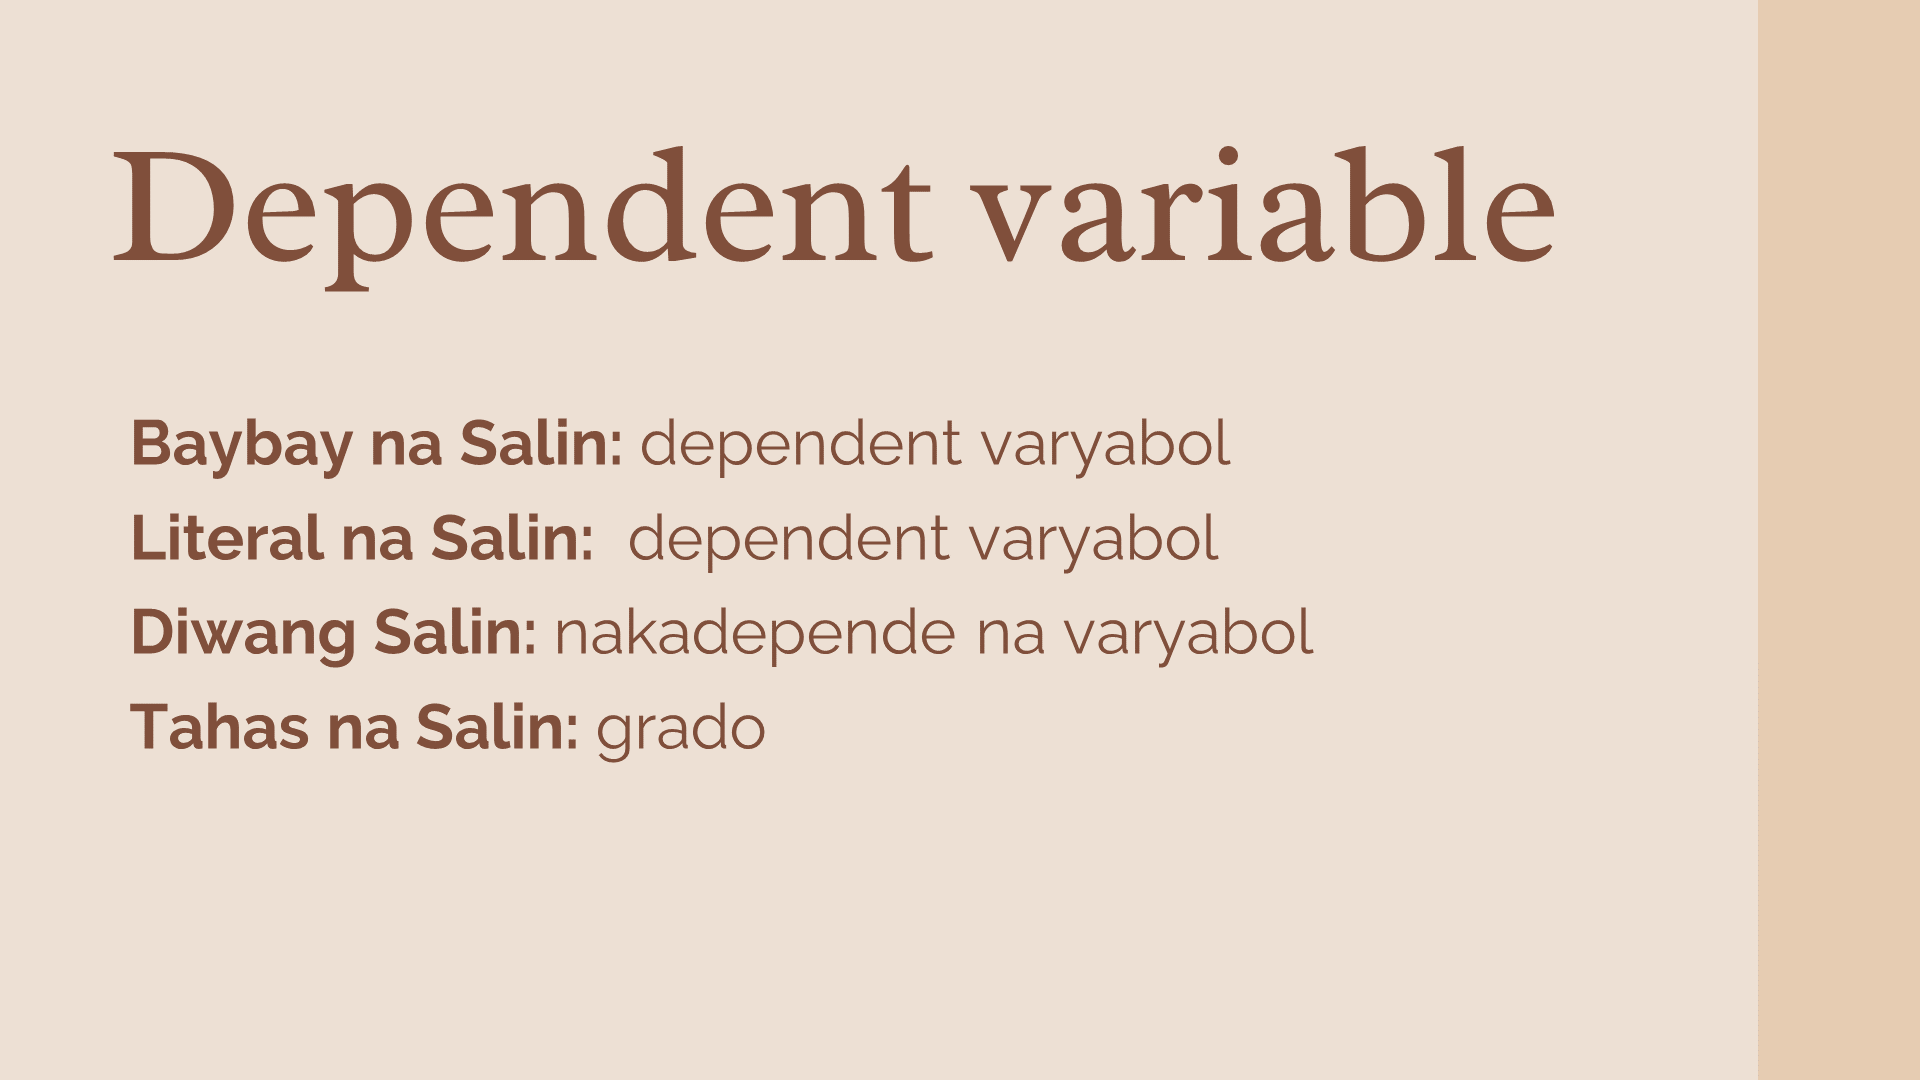 Dependent variable
Baybay na Salin: dependent varyabol
Literal na Salin: dependent varyabol
Diwang Salin: nakadepende na varyabol
Tahas na Salin: grado